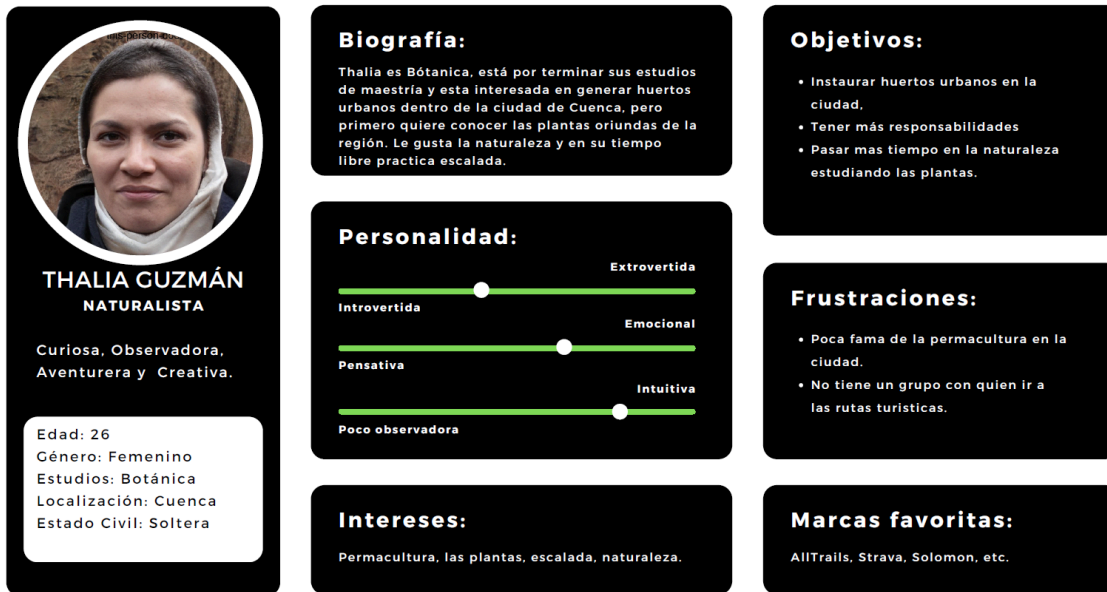 THALIA GUZMÁN
NATURALISTA
Curiosa, Observadora,
Aventurera y Creativa.
Edad: 26
Género: Femenino
Estudios: Botánica
Localización: Cuenca
Estado Civil: Soltera
Biografía:
Thalia es Bótanica, está por terminar sus estudios
de maestría y esta interesada en generar huertos
urbanos dentro de la ciudad de Cuenca, pero
primero quiere conocer las plantas oriundas de la
región. Le gusta la naturaleza y en su tiempo
libre practica escalada.
Personalidad:
Extrovertida
Introvertida
Emocional
Pensativa
Intuitiva
Poco observadora
Intereses:
Permacultura, las plantas, escalada, naturaleza.
Objetivos:
• Instaurar huertos urbanos en la
ciudad,
• Tener más responsabilidades
• Pasar mas tiempo en la naturaleza
estudiando las plantas.
Frustraciones:
• Poca fama de la permacultura en la
ciudad.
• No tiene un grupo con quien ir a
las rutas turisticas.
Marcas favoritas:
AllTrails, Strava, Solomon, etc.